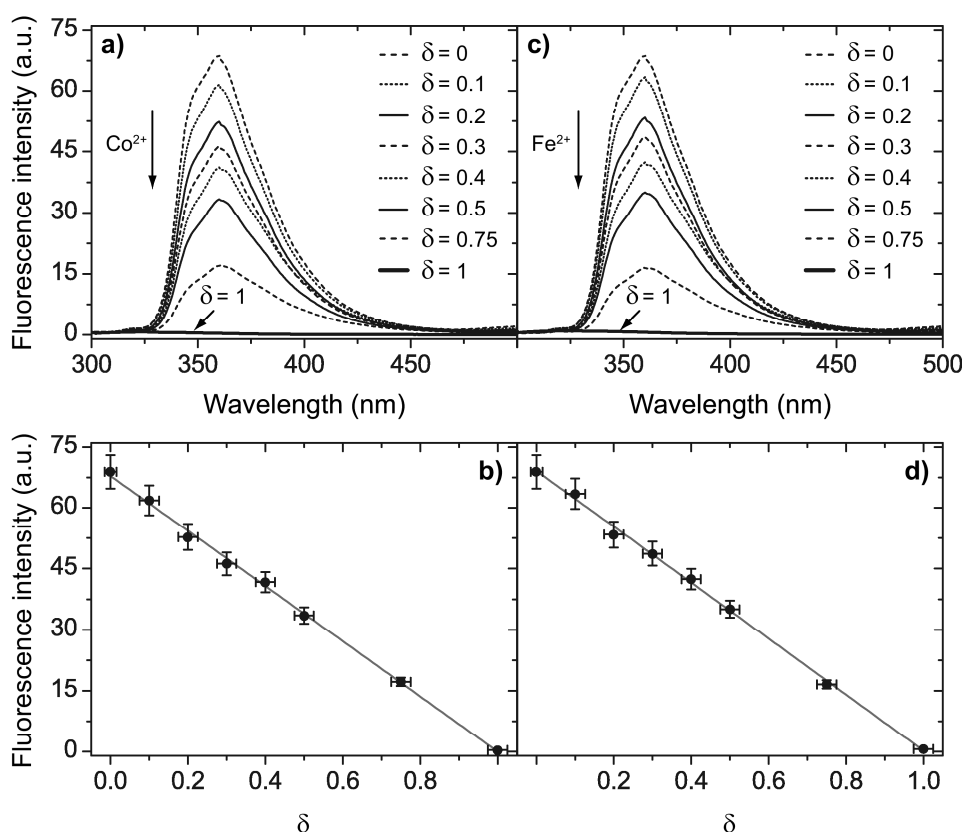 Fluorescence intensity (a.u.)
75
60
45
30
15
0
a)
Co²⁺
δ = 0
δ = 0.1
δ = 0.2
δ = 0.3
δ = 0.4
δ = 0.5
δ = 0.75
δ = 1
δ = 1
300 350 400 450
Wavelength (nm)
c)
Fe²⁺
δ = 0
δ = 0.1
δ = 0.2
δ = 0.3
δ = 0.4
δ = 0.5
δ = 0.75
δ = 1
δ = 1
350 400 450 500
Wavelength (nm)
Fluorescence intensity (a.u.)
75
60
45
30
15
0
b)
0.0 0.2 0.4 0.6 0.8
δ
d)
0.2 0.4 0.6 0.8 1.0
δ